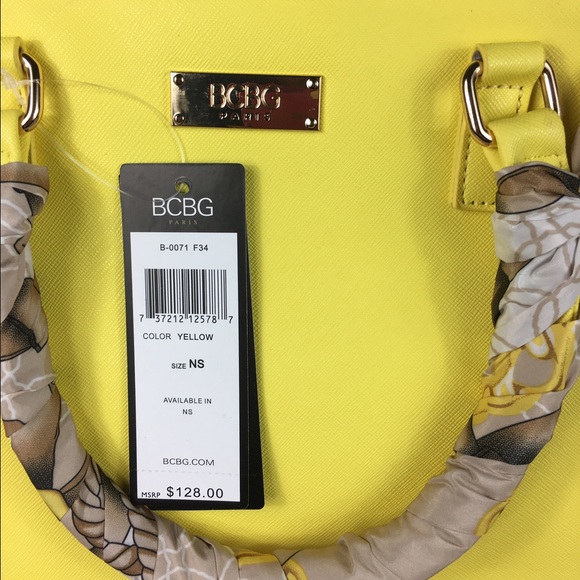 BCBG
PARIS
BCBG
PARIS
B-0071 F34
7 37212 12578 7
COLOR YELLOW
SIZE NS
AVAILABLE IN
NS
BCBG.COM
MSRP $128.00